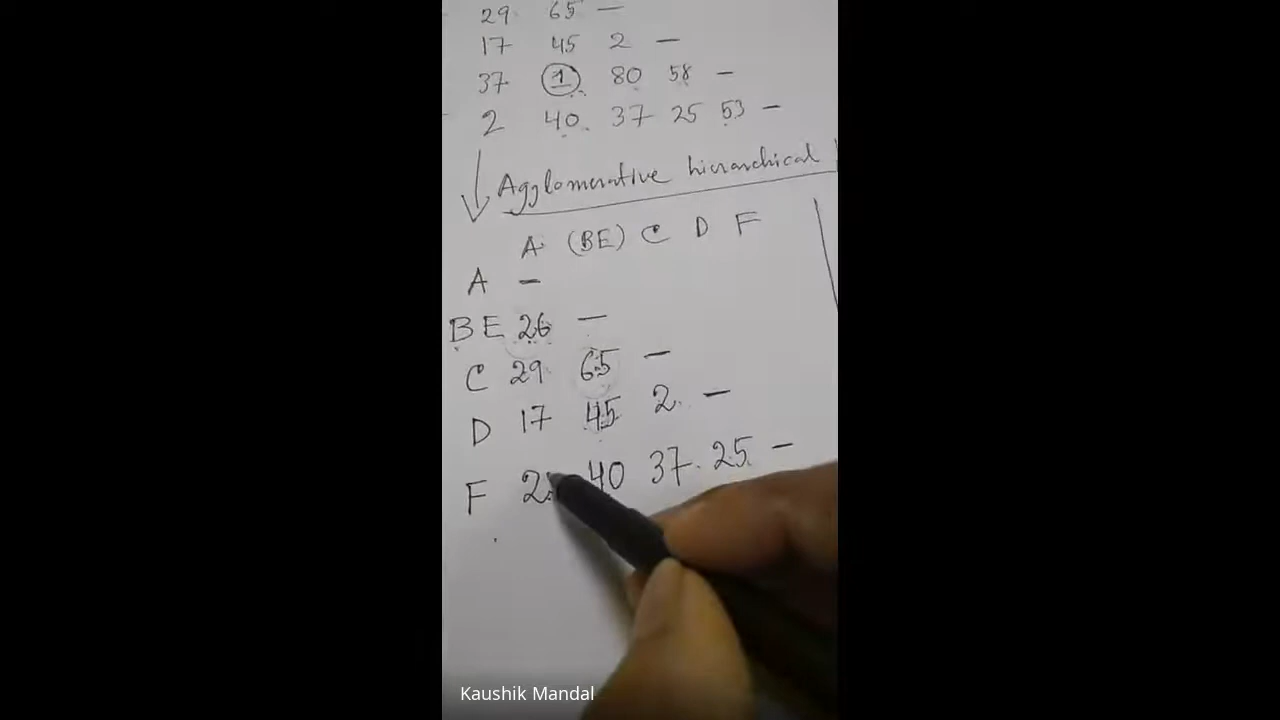 29 65 —
17 45 2 —
37 1 80 58 —
2 40 37 25 53 —
Agglomerative hierarchical
A (BE) C D F
A —
BE 26 —
C 29 65 —
D 17 45 2 —
F 2 40 37 25 —
Kaushik Mandal